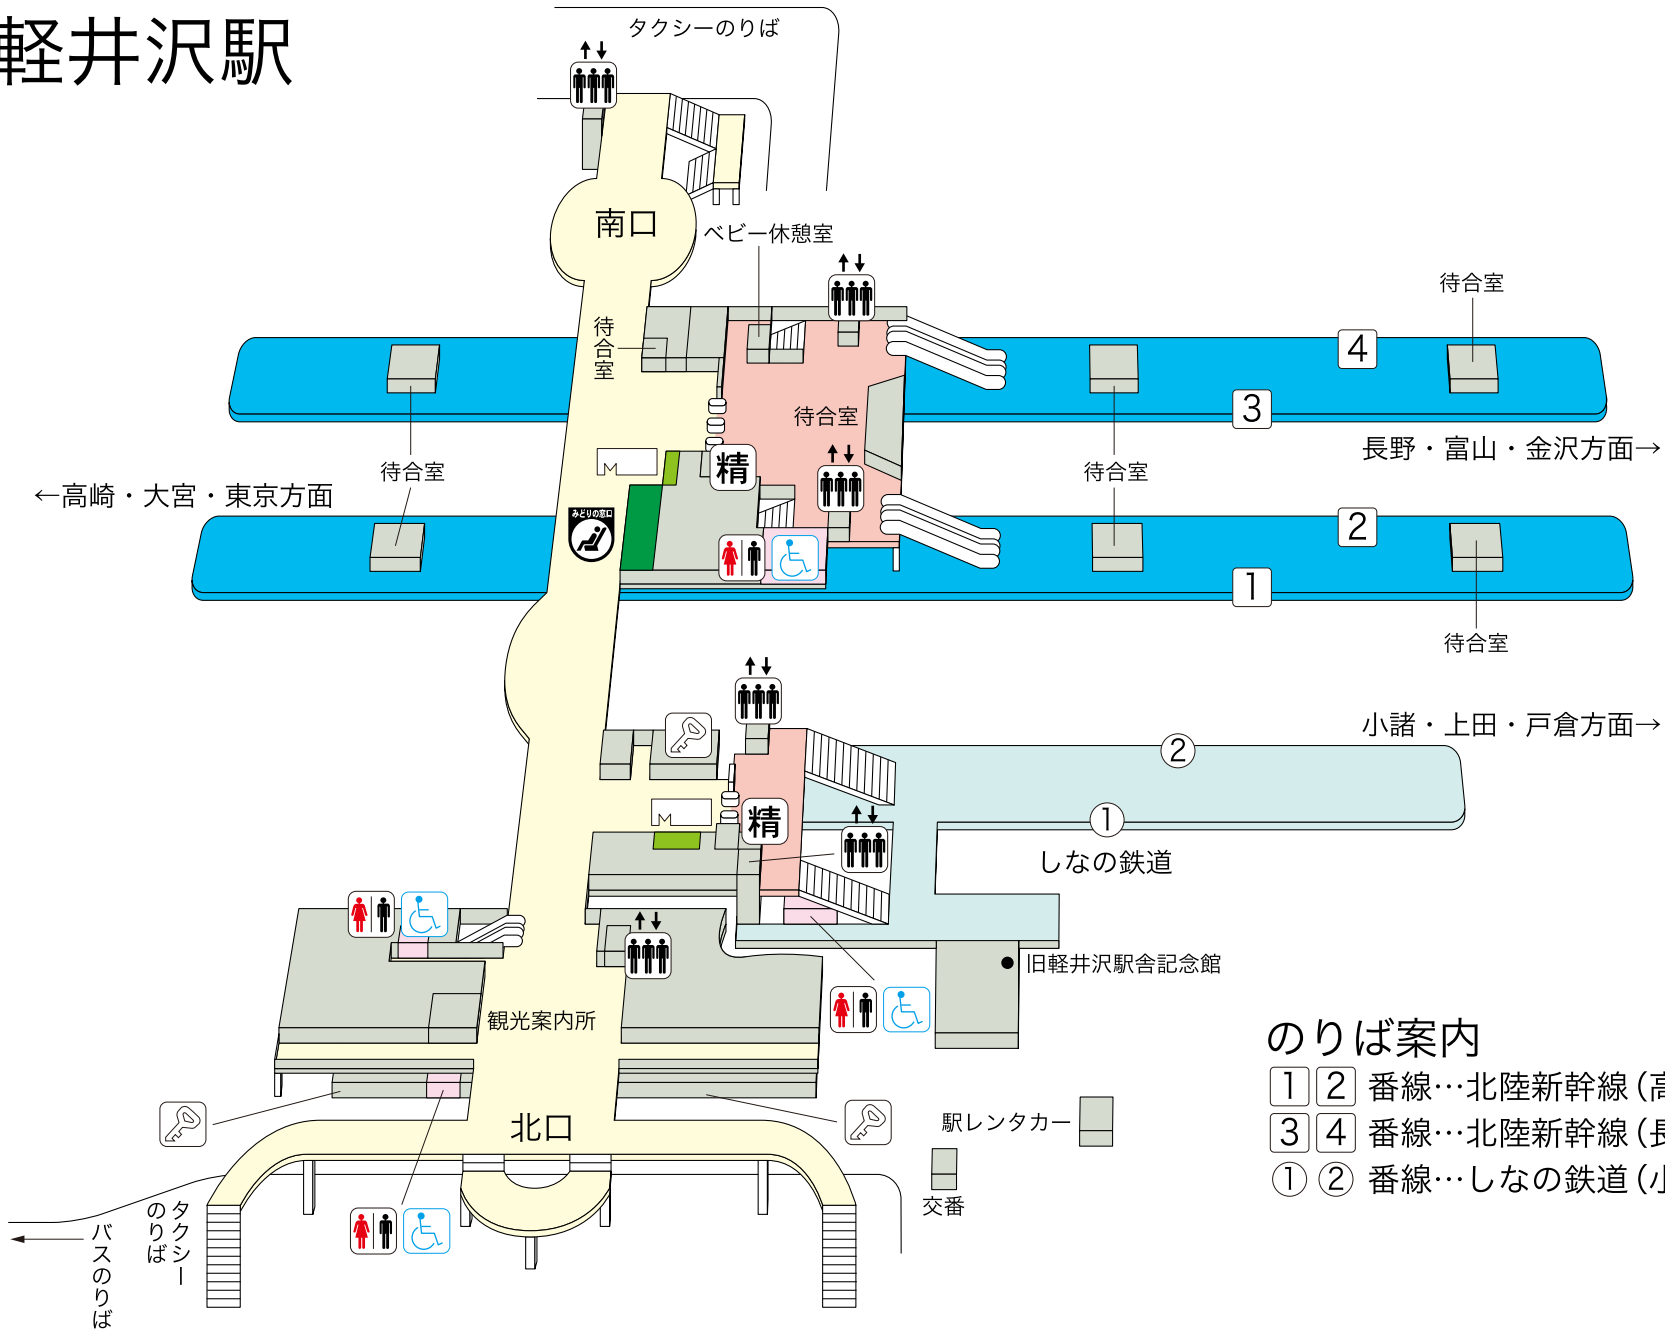 軽井沢駅
タクシーのりば
南口
ベビー休憩室
待合室
待合室
4
3
待合室
長野・富山・金沢方面→
待合室
待合室
精
←高崎・大宮・東京方面
みどりの窓口
2
1
待合室
小諸・上田・戸倉方面→
②
①
精
しなの鉄道
旧軽井沢駅舎記念館
観光案内所
のりば案内
1 2 番線…北陸新幹線(高
3 4 番線…北陸新幹線(長
① ② 番線…しなの鉄道(小
北口
駅レンタカー
交番
タクシーのりば
バスのりば